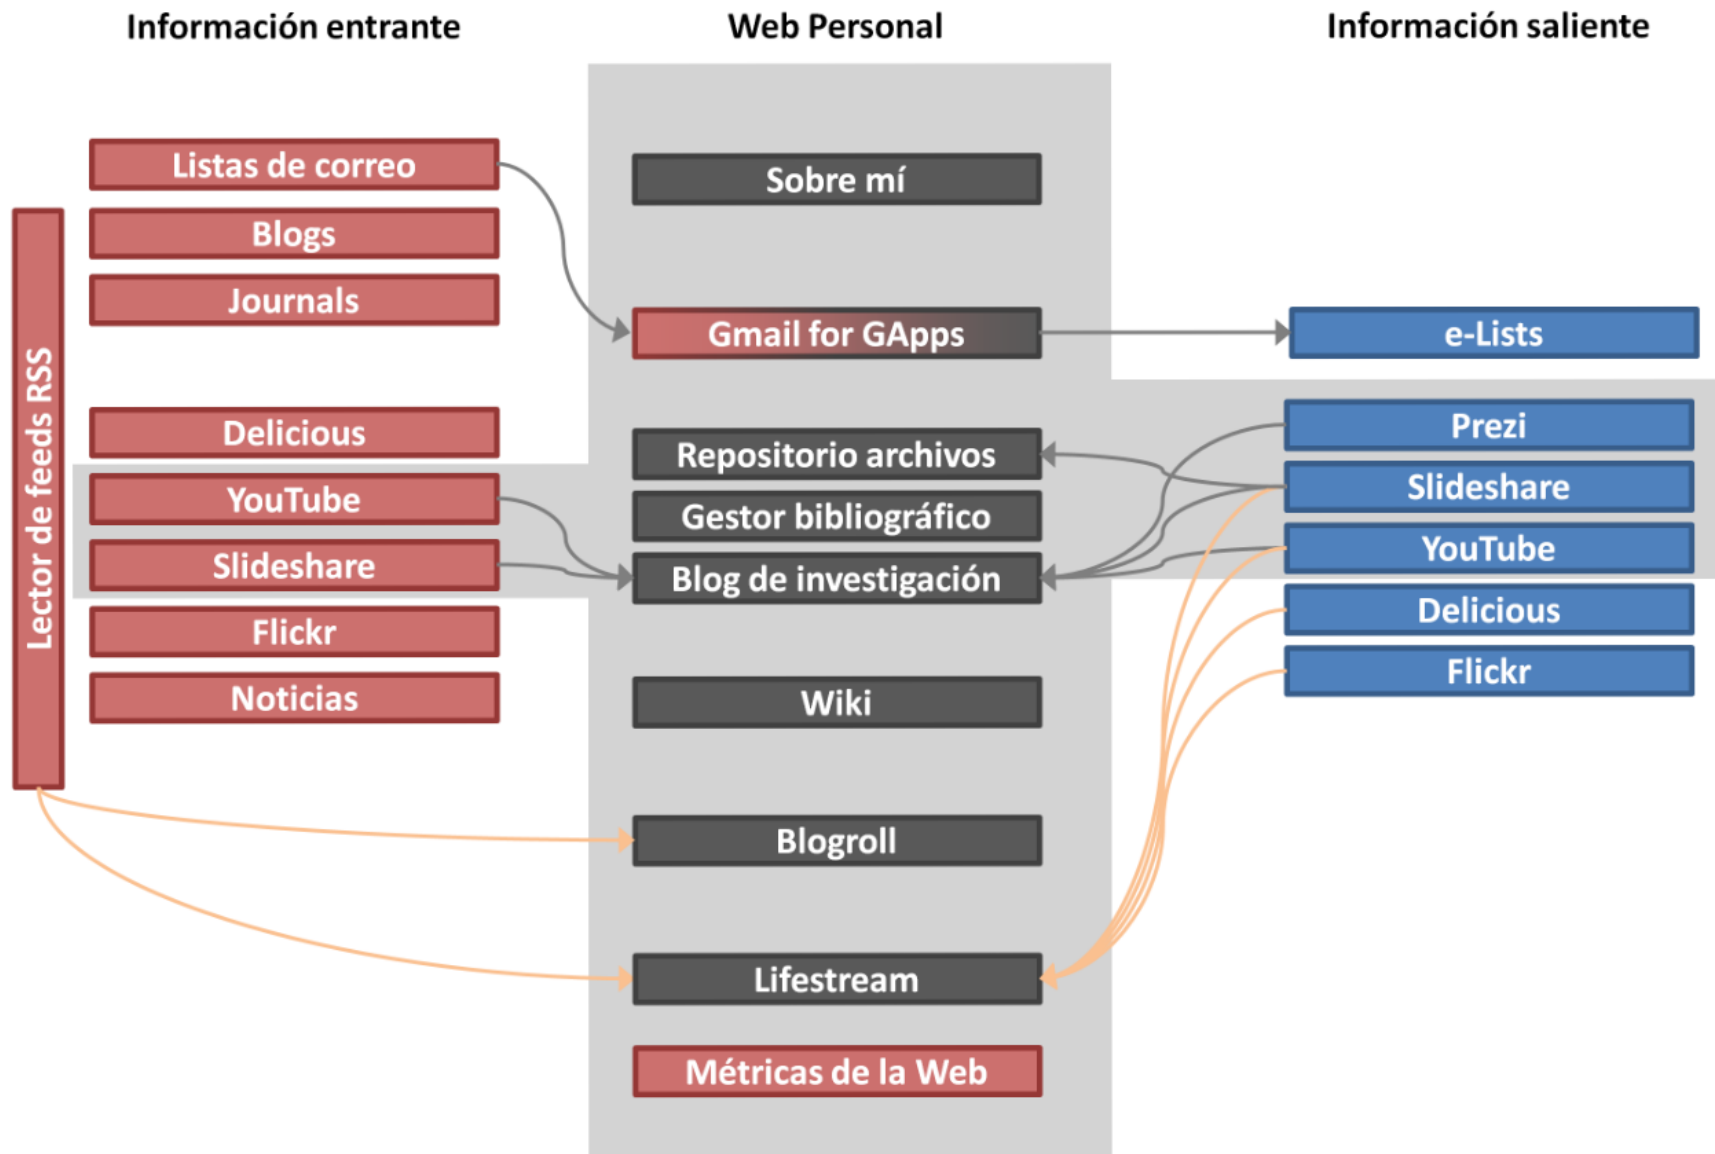 Información entrante
Web Personal
Información saliente
Lector de feeds RSS
Listas de correo
Blogs
Journals
Delicious
YouTube
Slideshare
Flickr
Noticias
Sobre mí
Gmail for GApps
Repositorio archivos
Gestor bibliográfico
Blog de investigación
Wiki
Blogroll
Lifestream
Métricas de la Web
e-Lists
Prezi
Slideshare
YouTube
Delicious
Flickr